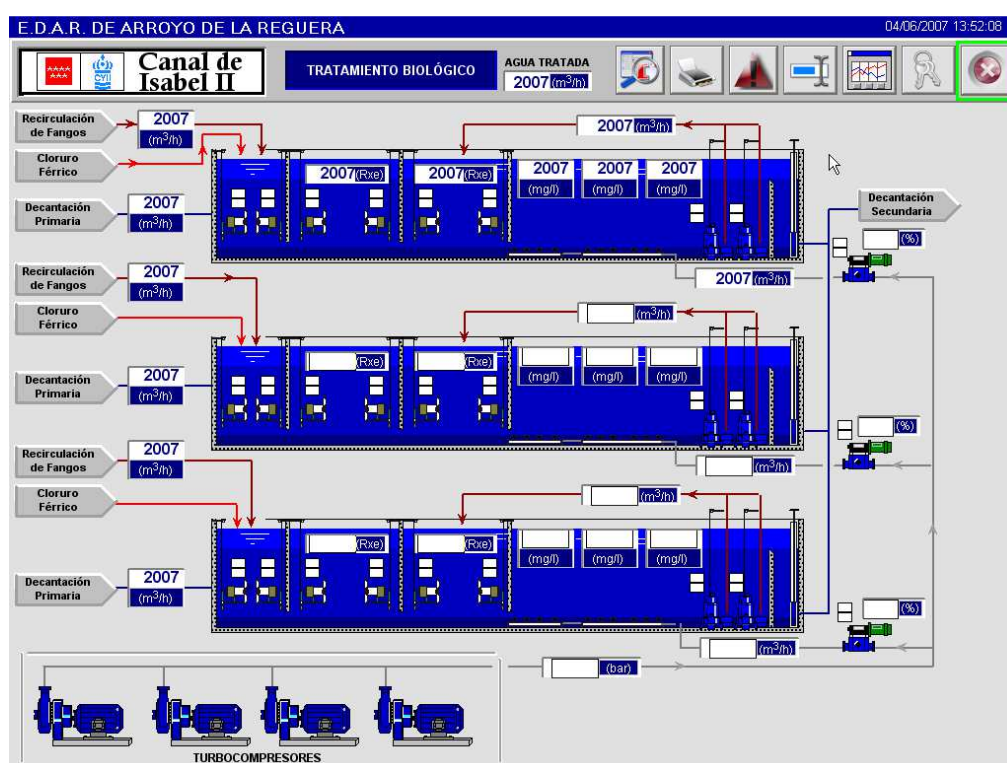 E.D.A.R. DE ARROYO DE LA REGUERA
04/06/2007 13:52:08
CYII
Canal de
Isabel II
TRATAMIENTO BIOLÓGICO
AGUA TRATADA
2007 (m³/h)
Recirculación
de Fangos
2007
(m³/h)
Cloruro
Férrico
Decantación
Primaria
2007
(m³/h)
2007 (m³/h)
2007 (Rxe)
2007 (Rxe)
2007
(mg/l)
2007
(mg/l)
2007
(mg/l)
2007 (m³/h)
Decantación
Secundaria
(%)
Recirculación
de Fangos
2007
(m³/h)
Cloruro
Férrico
Decantación
Primaria
2007
(m³/h)
(m³/h)
(Rxe)
(Rxe)
(mg/l)
(mg/l)
(mg/l)
(m³/h)
(%)
Recirculación
de Fangos
2007
(m³/h)
Cloruro
Férrico
Decantación
Primaria
2007
(m³/h)
(m³/h)
(Rxe)
(Rxe)
(mg/l)
(mg/l)
(mg/l)
(m³/h)
(%)
(bar)
TURBOCOMPRESORES